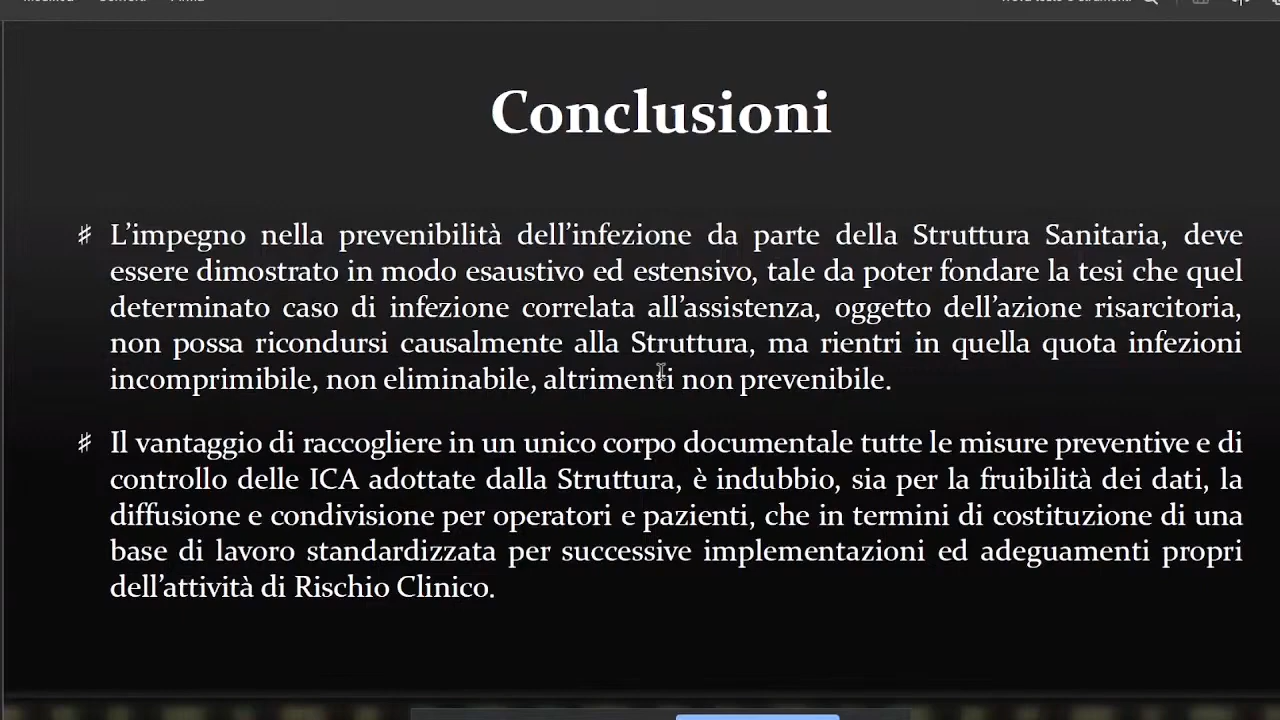 Conclusioni
L’impegno nella prevenibilità dell’infezione da parte della Struttura Sanitaria, deve
essere dimostrato in modo esaustivo ed estensivo, tale da poter fondare la tesi che quel
determinato caso di infezione correlata all’assistenza, oggetto dell’azione risarcitoria,
non possa ricondursi causalmente alla Struttura, ma rientri in quella quota infezioni
incomprimibile, non eliminabile, altrimenti non prevenibile.
Il vantaggio di raccogliere in un unico corpo documentale tutte le misure preventive e di
controllo delle ICA adottate dalla Struttura, è indubbio, sia per la fruibilità dei dati, la
diffusione e condivisione per operatori e pazienti, che in termini di costituzione di una
base di lavoro standardizzata per successive implementazioni ed adeguamenti propri
dell’attività di Rischio Clinico.